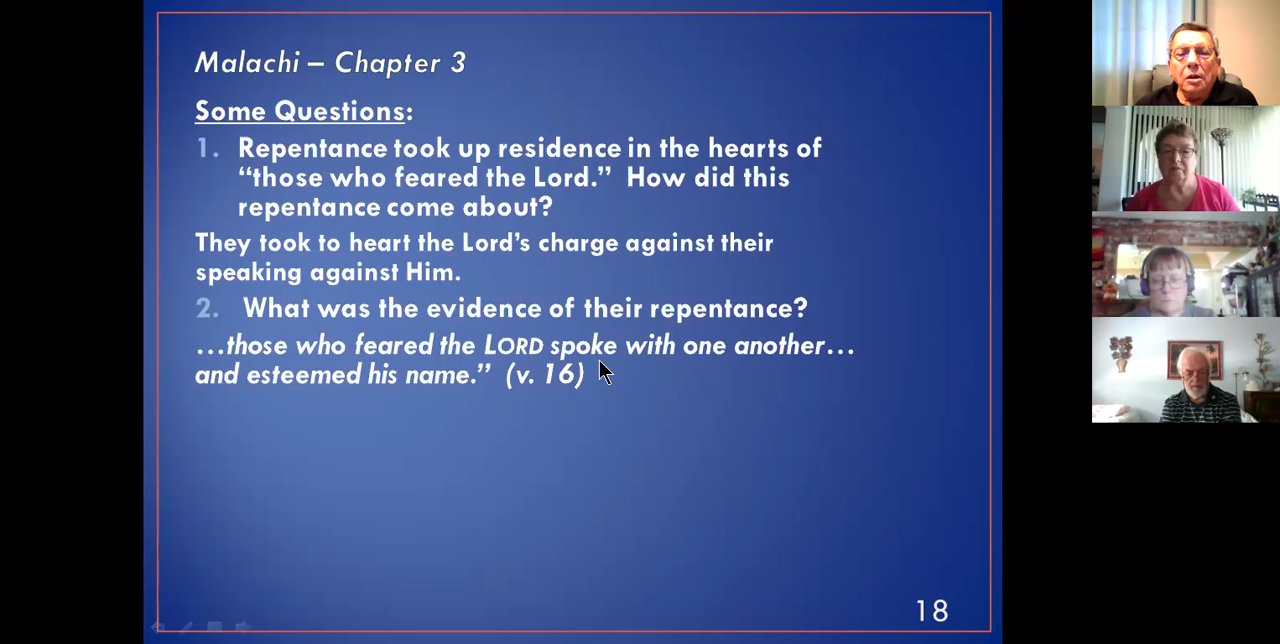 Malachi – Chapter 3
Some Questions:
1. Repentance took up residence in the hearts of
“those who feared the Lord.” How did this
repentance come about?
They took to heart the Lord’s charge against their
speaking against Him.
2. What was the evidence of their repentance?
…those who feared the LORD spoke with one another…
and esteemed his name.” (v. 16)
18